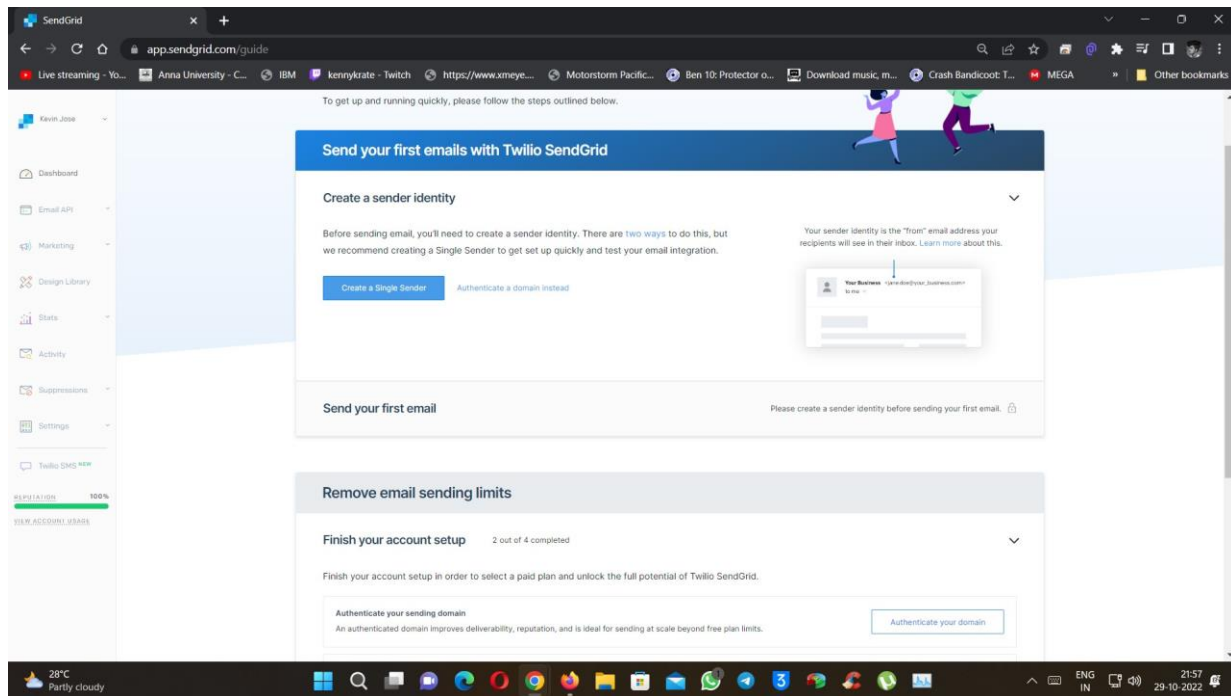 SendGrid
app.sendgrid.com/guide
Live streaming - Yo...
Anna University - C...
IBM
kennykrate - Twitch
https://www.xmeye....
Motorstorm Pacific...
Ben 10: Protector o...
Download music, m...
Crash Bandicoot: T...
MEGA
»
Other bookmarks
Kevin Jose
Dashboard
Email API
Marketing
Design Library
Stats
Activity
Suppressions
Settings
Twilio SMS NEW
REPUTATION 100%
VIEW ACCOUNT USAGE
To get up and running quickly, please follow the steps outlined below.
Send your first emails with Twilio SendGrid
Create a sender identity
Before sending email, you'll need to create a sender identity. There are two ways to do this, but
we recommend creating a Single Sender to get set up quickly and test your email integration.
Create a Single Sender
Authenticate a domain instead
Your sender identity is the "from" email address your
recipients will see in their inbox. Learn more about this.
Your Business <jane.doe@your_business.com>
to me
Send your first email
Please create a sender identity before sending your first email.
Remove email sending limits
Finish your account setup 2 out of 4 completed
Finish your account setup in order to select a paid plan and unlock the full potential of Twilio SendGrid.
Authenticate your sending domain
An authenticated domain improves deliverability, reputation, and is ideal for sending at scale beyond free plan limits.
Authenticate your domain
28°C
Partly cloudy
3
ENG
IN
21:57
29-10-2022